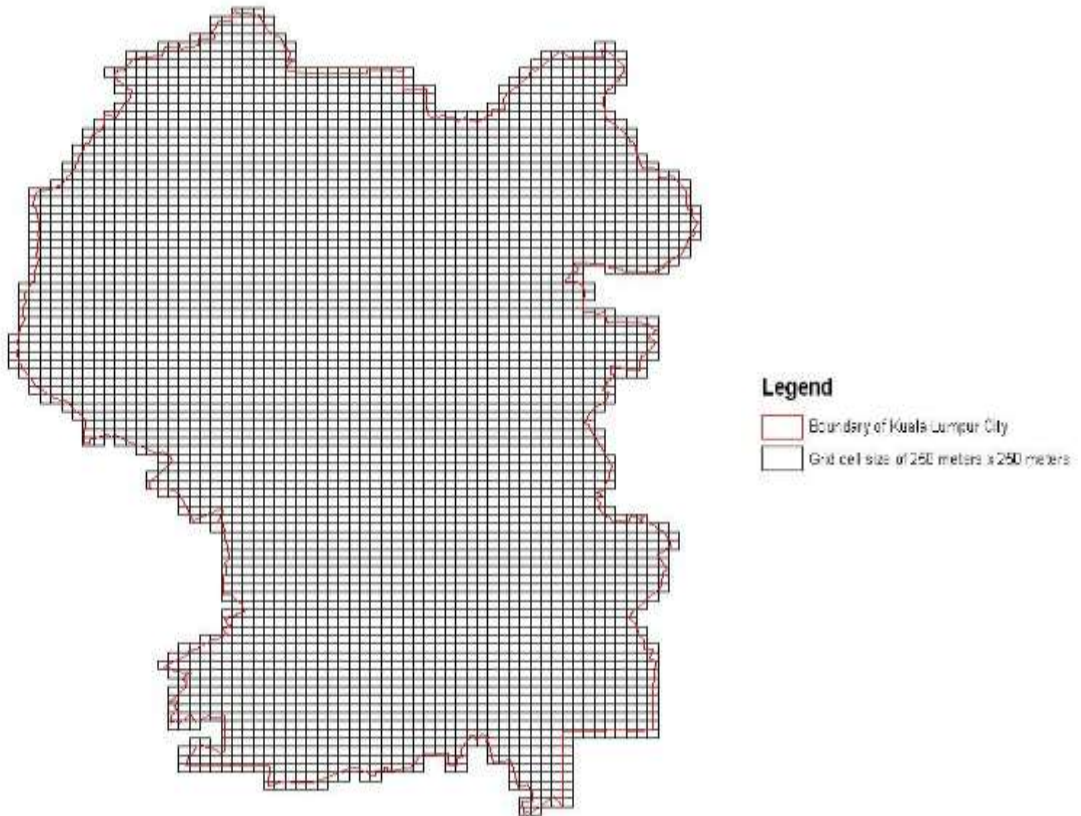 Legend
Boundary of Kuala Lumpur City
Grid cell size of 250 meters x 250 meters